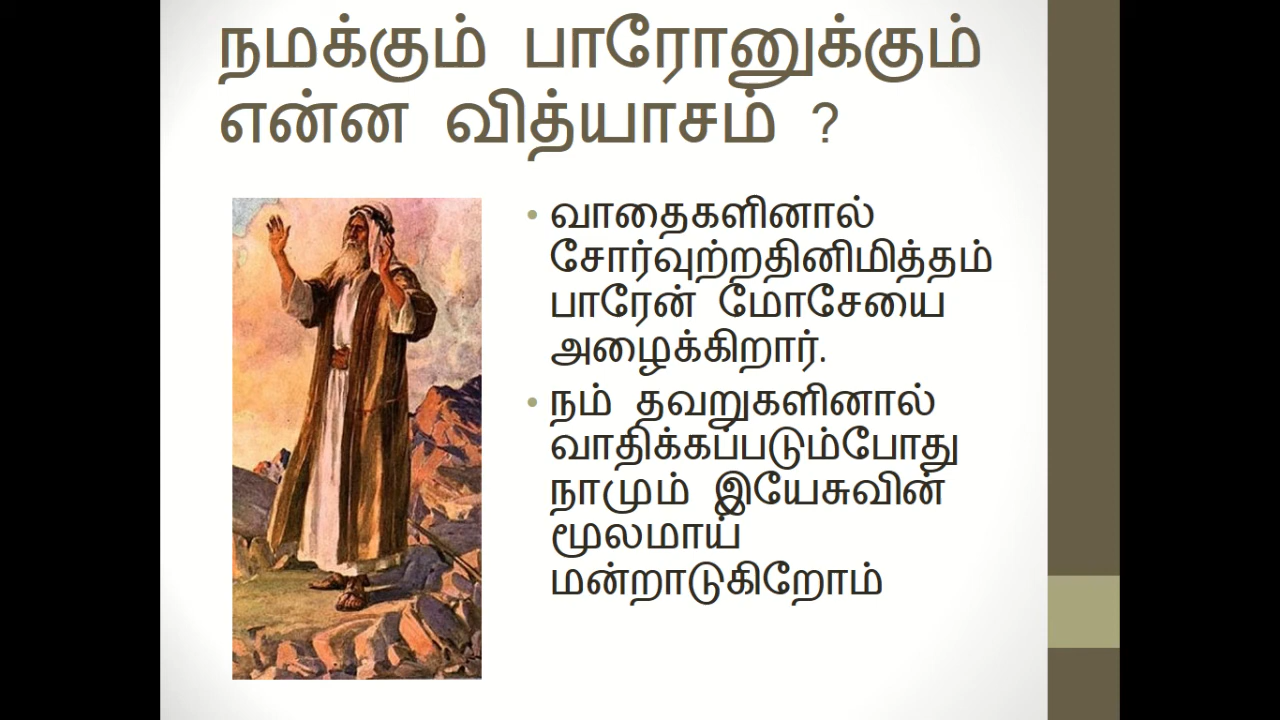 நமக்கும் பாரோனுக்கும்
என்ன வித்யாசம் ?
• வாதைகளினால்
சோர்வுற்றதினிமித்தம்
பாரேன் மோசேயை
அழைக்கிறார்.
• நம் தவறுகளினால்
வாதிக்கப்படும்போது
நாமும் இயேசுவின்
மூலமாய்
மன்றாடுகிறோம்